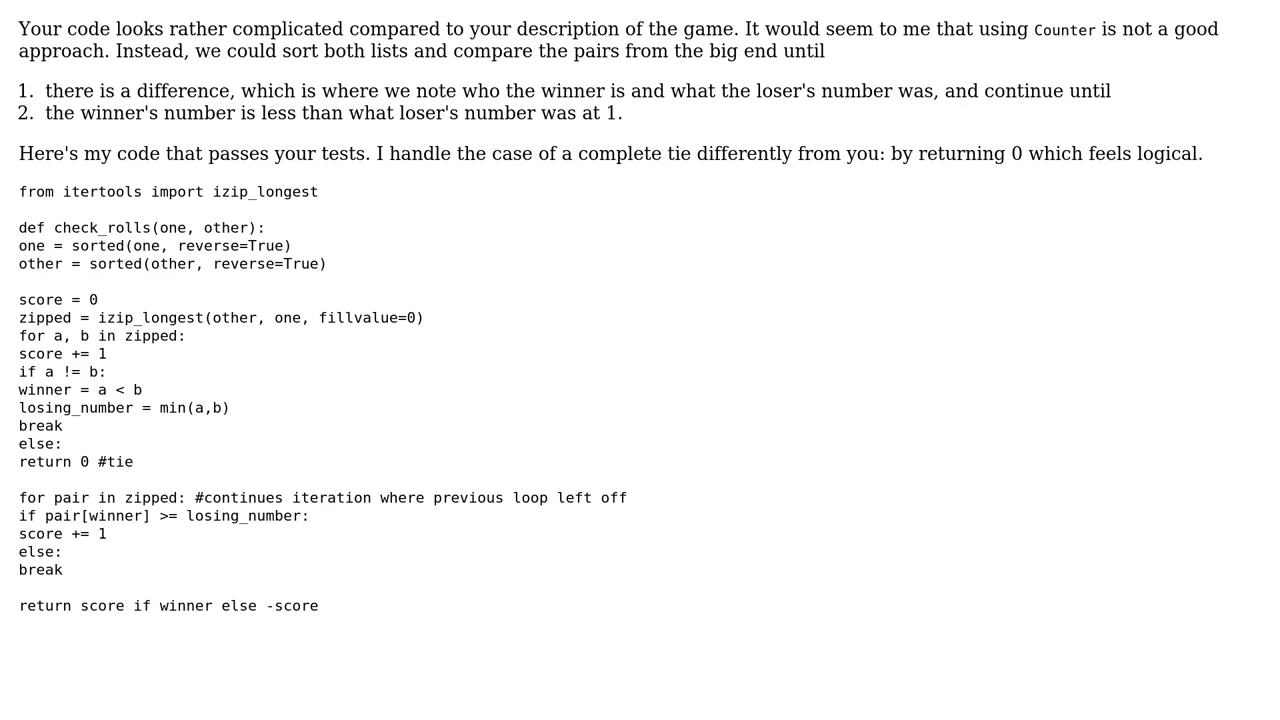 Your code looks rather complicated compared to your description of the game. It would seem to me that using Counter is not a good
approach. Instead, we could sort both lists and compare the pairs from the big end until
1. there is a difference, which is where we note who the winner is and what the loser's number was, and continue until
2. the winner's number is less than what loser's number was at 1.
Here's my code that passes your tests. I handle the case of a complete tie differently from you: by returning 0 which feels logical.
from itertools import izip_longest
def check_rolls(one, other):
one = sorted(one, reverse=True)
other = sorted(other, reverse=True)
score = 0
zipped = izip_longest(other, one, fillvalue=0)
for a, b in zipped:
score += 1
if a != b:
winner = a < b
losing_number = min(a,b)
break
else:
return 0 #tie
for pair in zipped: #continues iteration where previous loop left off
if pair[winner] >= losing_number:
score += 1
else:
break
return score if winner else -score